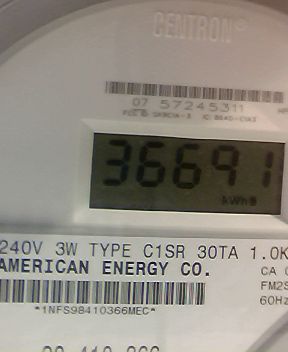 CENTRON®
07 57245311
36691
kWh
240V 3W TYPE C1SR 30TA 1.0K
AMERICAN ENERGY CO.
CA
FM2S
60Hz
*1NFS98410366MEC*